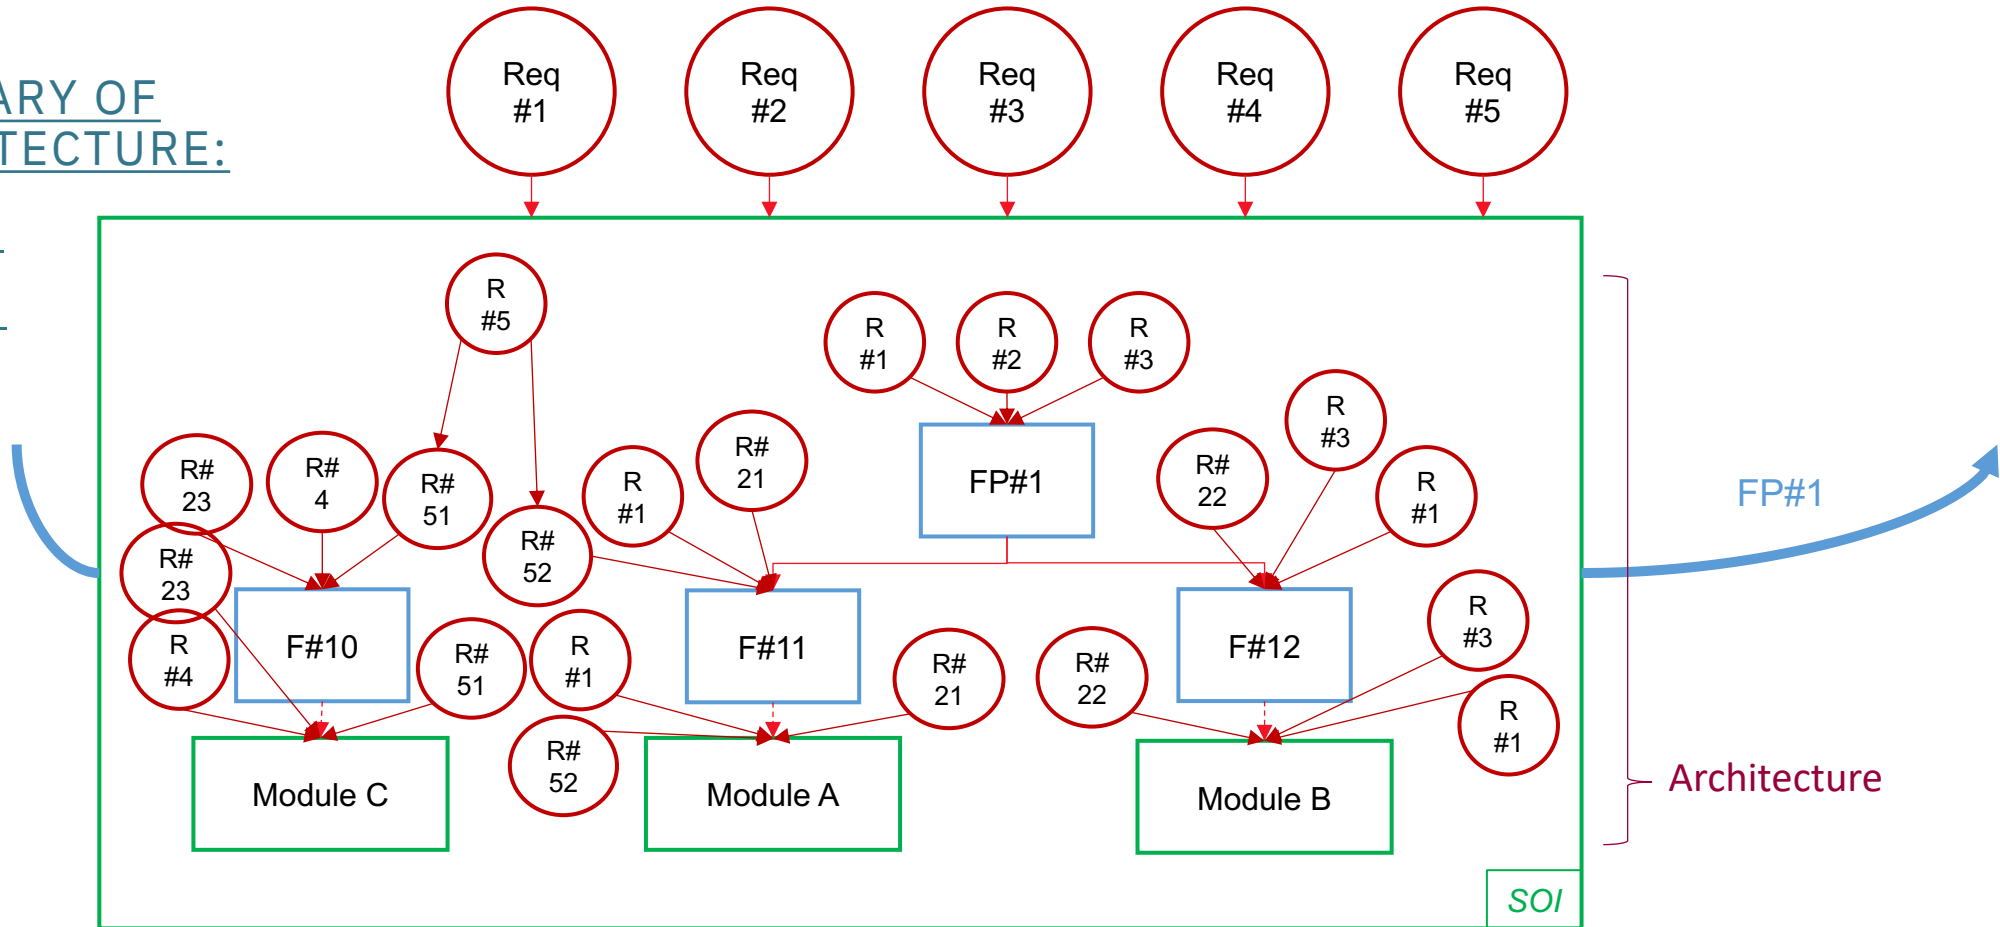 Req
#1
Req
#2
Req
#3
Req
#4
Req
#5
ARY OF
TECTURE:
R
#5
R
#1
R
#2
R
#3
R
#3
R#
23
R#
4
R#
51
R
#1
R#
21
FP#1
R#
22
R
#1
FP#1
R#
52
R#
23
F#10
F#11
F#12
R
#3
R
#4
R#
51
R
#1
R#
21
R#
22
R
#1
R#
52
Module C
Module A
Module B
Architecture
SOI